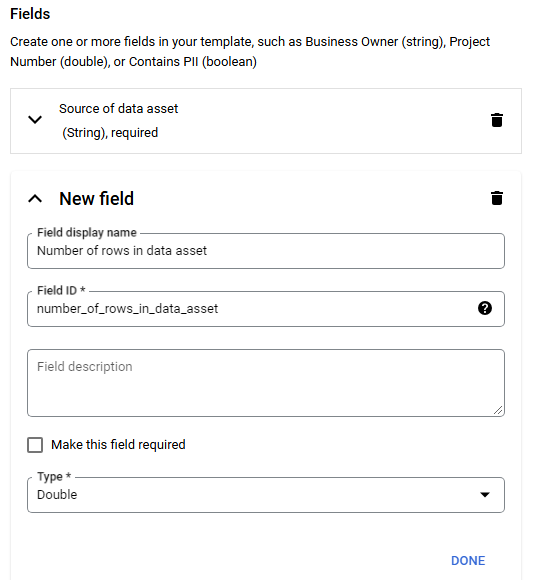 Fields
Create one or more fields in your template, such as Business Owner (string), Project
Number (double), or Contains PII (boolean)
Source of data asset
(String), required
New field
Field display name
Number of rows in data asset
Field ID *
number_of_rows_in_data_asset
Field description
Make this field required
Type *
Double
DONE